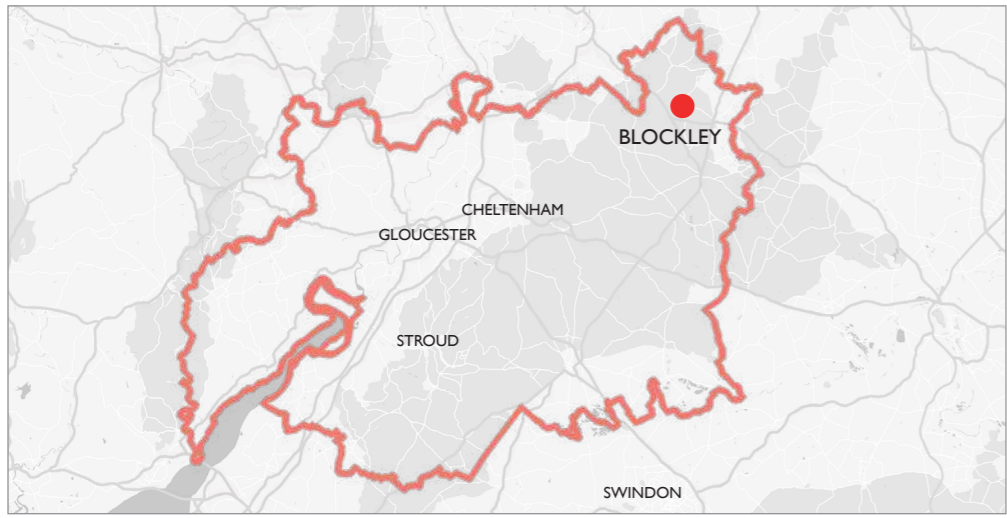 BLOCKLEY
CHELTENHAM
GLOUCESTER
STROUD
SWINDON